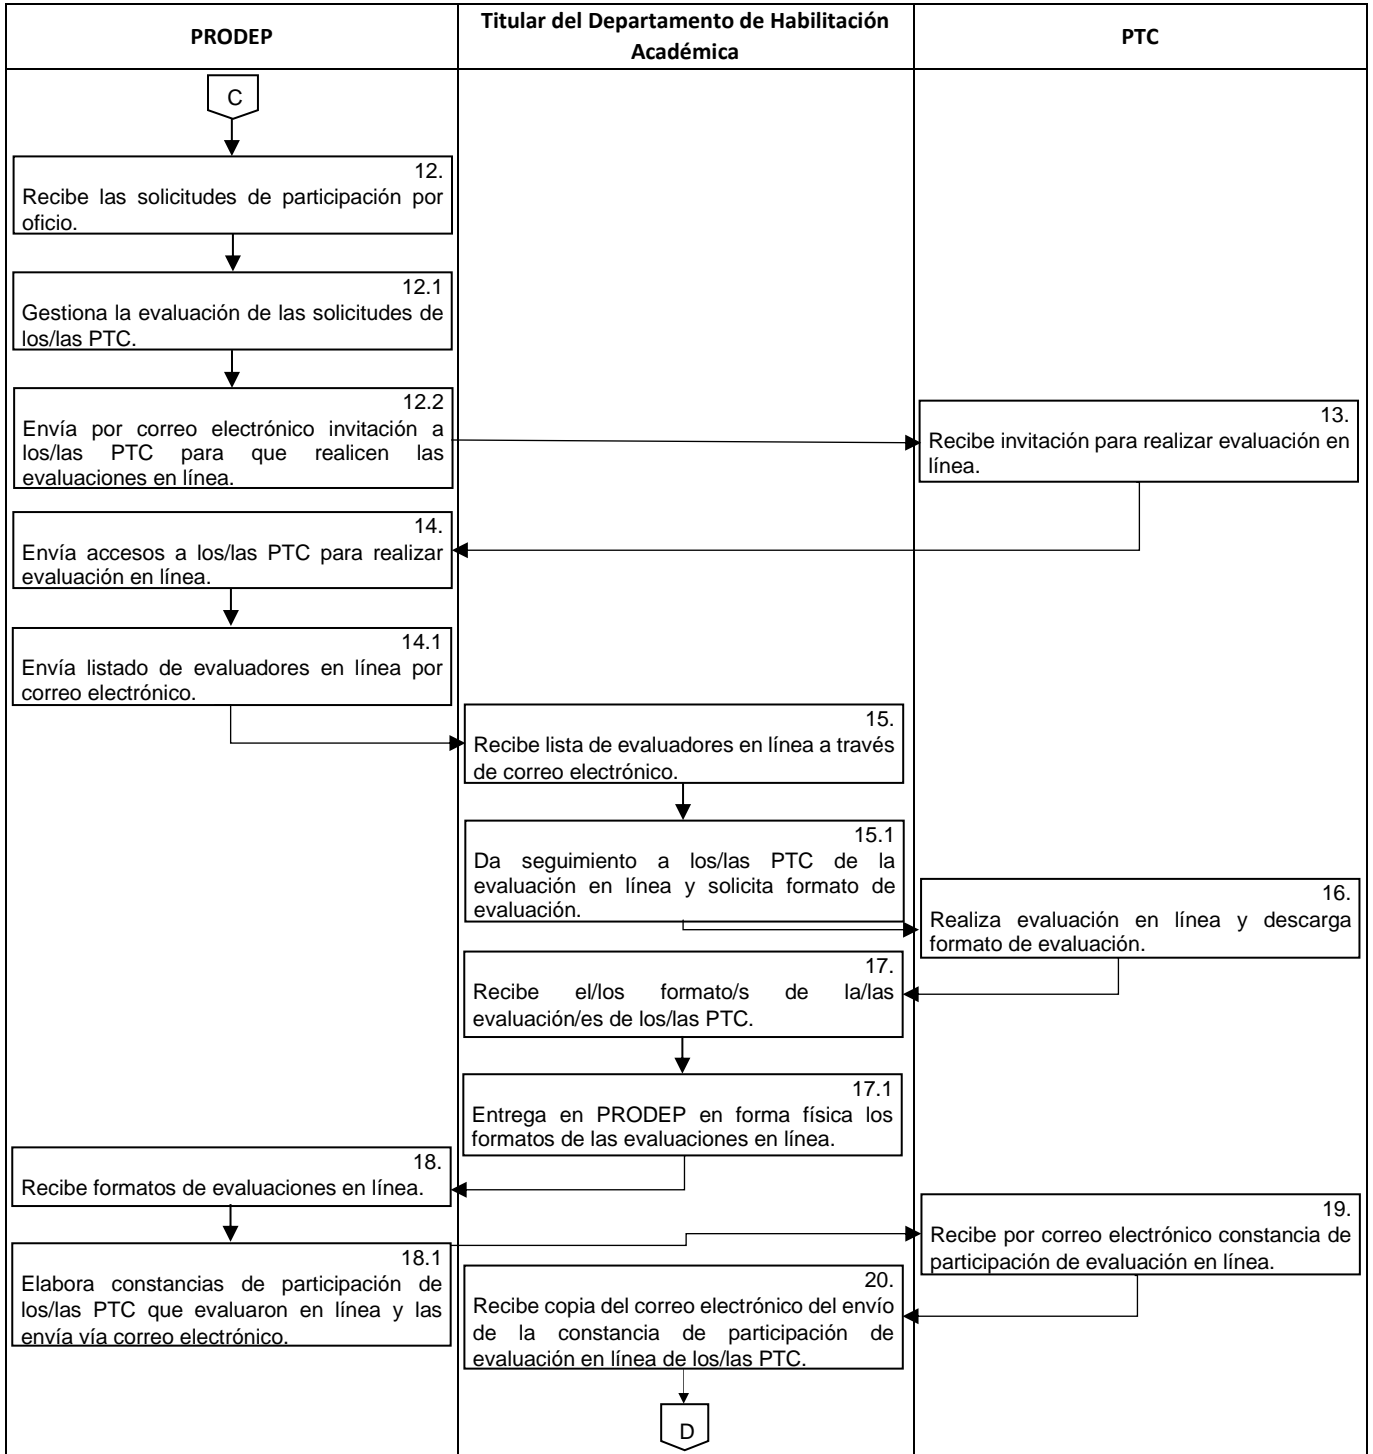 PRODEP
Titular del Departamento de Habilitación
Académica
PTC
C
12.
Recibe las solicitudes de participación por
oficio.
12.1
Gestiona la evaluación de las solicitudes de
los/las PTC.
12.2
Envía por correo electrónico invitación a
los/las PTC para que realicen las
evaluaciones en línea.
13.
Recibe invitación para realizar evaluación en
línea.
14.
Envía accesos a los/las PTC para realizar
evaluación en línea.
14.1
Envía listado de evaluadores en línea por
correo electrónico.
15.
Recibe lista de evaluadores en línea a través
de correo electrónico.
15.1
Da seguimiento a los/las PTC de la
evaluación en línea y solicita formato de
evaluación.
16.
Realiza evaluación en línea y descarga
formato de evaluación.
17.
Recibe el/los formato/s de la/las
evaluación/es de los/las PTC.
17.1
Entrega en PRODEP en forma física los
formatos de las evaluaciones en línea.
18.
Recibe formatos de evaluaciones en línea.
18.1
Elabora constancias de participación de
los/las PTC que evaluaron en línea y las
envía vía correo electrónico.
19.
Recibe por correo electrónico constancia de
participación de evaluación en línea.
20.
Recibe copia del correo electrónico del envío
de la constancia de participación de
evaluación en línea de los/las PTC.
D